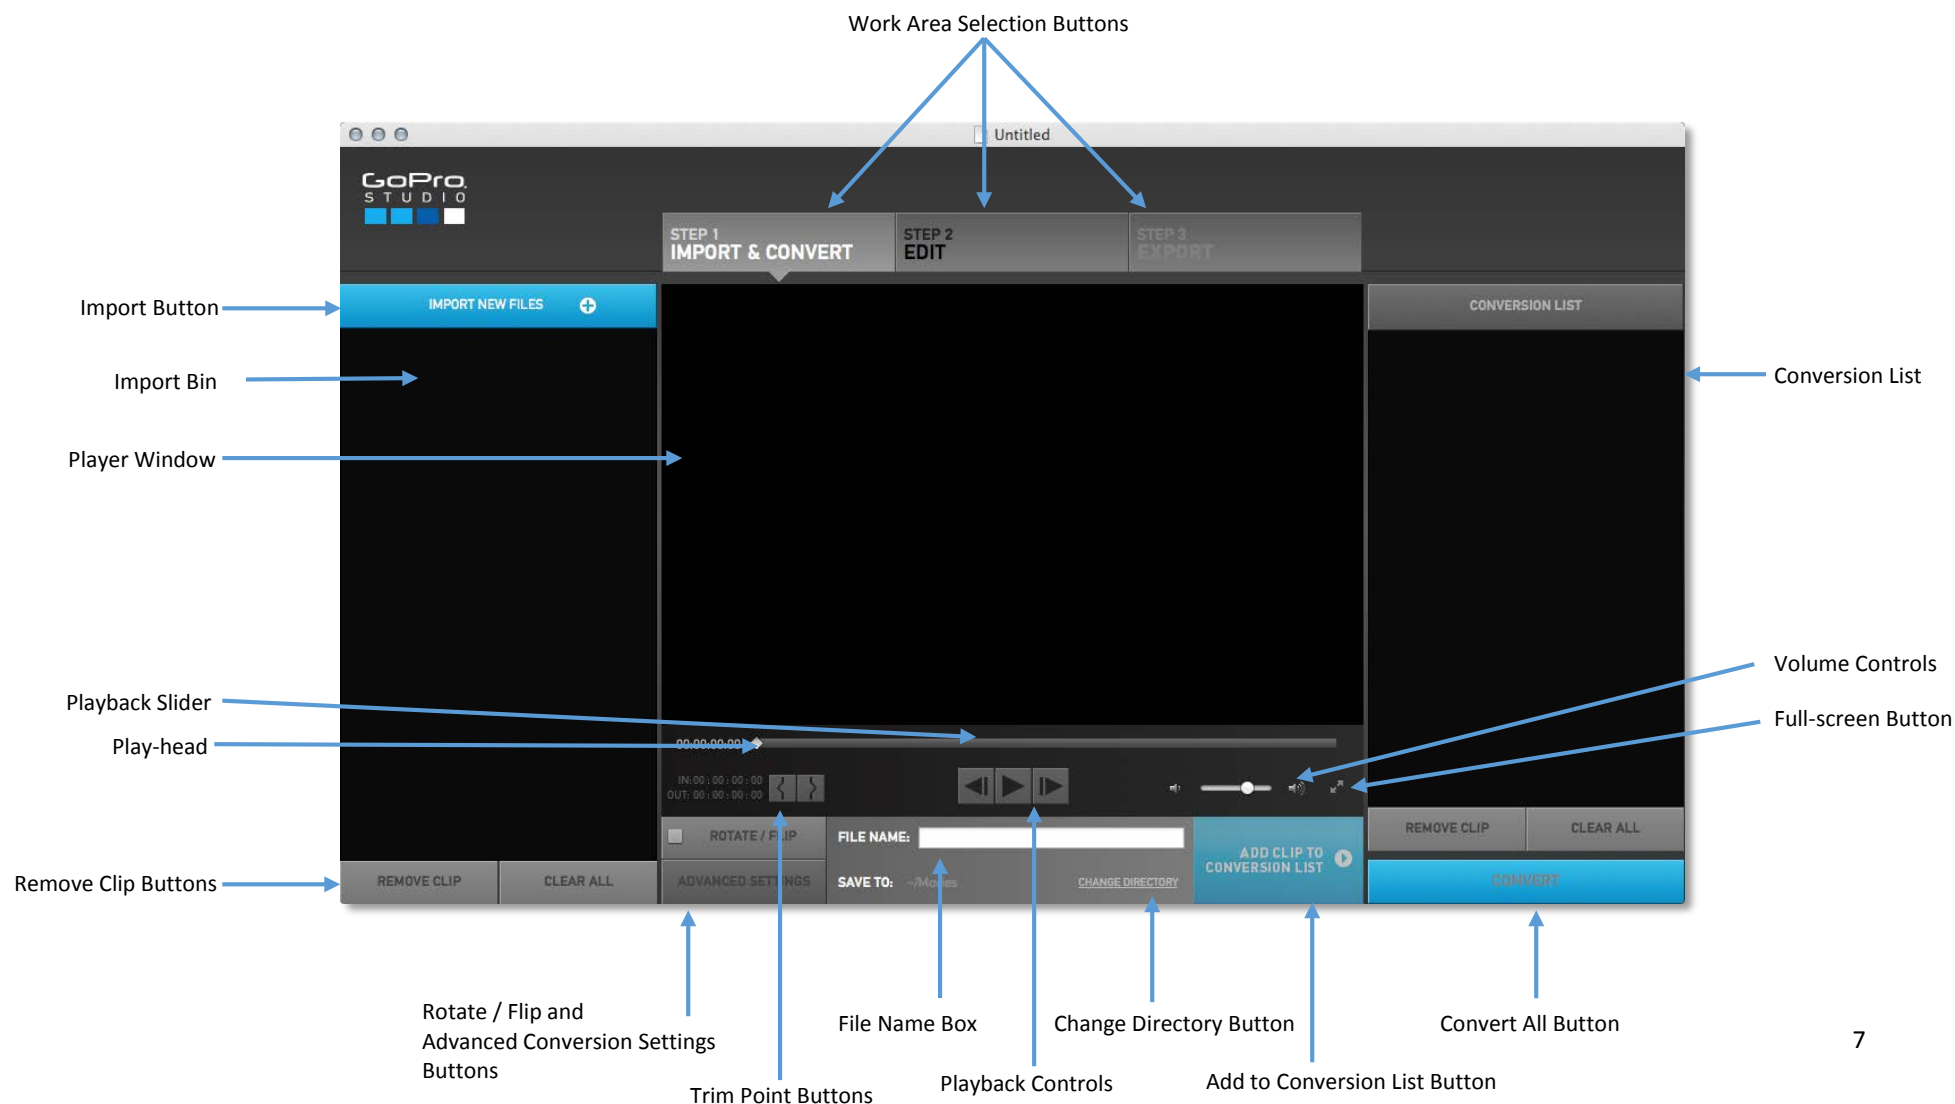 Work Area Selection Buttons
Untitled
GoPro
STUDIO
STEP 1
IMPORT & CONVERT
STEP 2
EDIT
STEP 3
EXPORT
Import Button
IMPORT NEW FILES
CONVERSION LIST
Import Bin
Conversion List
Player Window
Volume Controls
Playback Slider
Full-screen Button
Play-head
00:00:00:00
IN: 00 : 00 : 00 : 00
OUT: 00 : 00 : 00 : 00
ROTATE / FLIP
FILE NAME:
ADD CLIP TO
CONVERSION LIST
REMOVE CLIP
CLEAR ALL
Remove Clip Buttons
REMOVE CLIP
CLEAR ALL
ADVANCED SETTINGS
SAVE TO: ~/Movies
CHANGE DIRECTORY
CONVERT
Rotate / Flip and
Advanced Conversion Settings
Buttons
File Name Box
Change Directory Button
Convert All Button
7
Trim Point Buttons
Playback Controls
Add to Conversion List Button